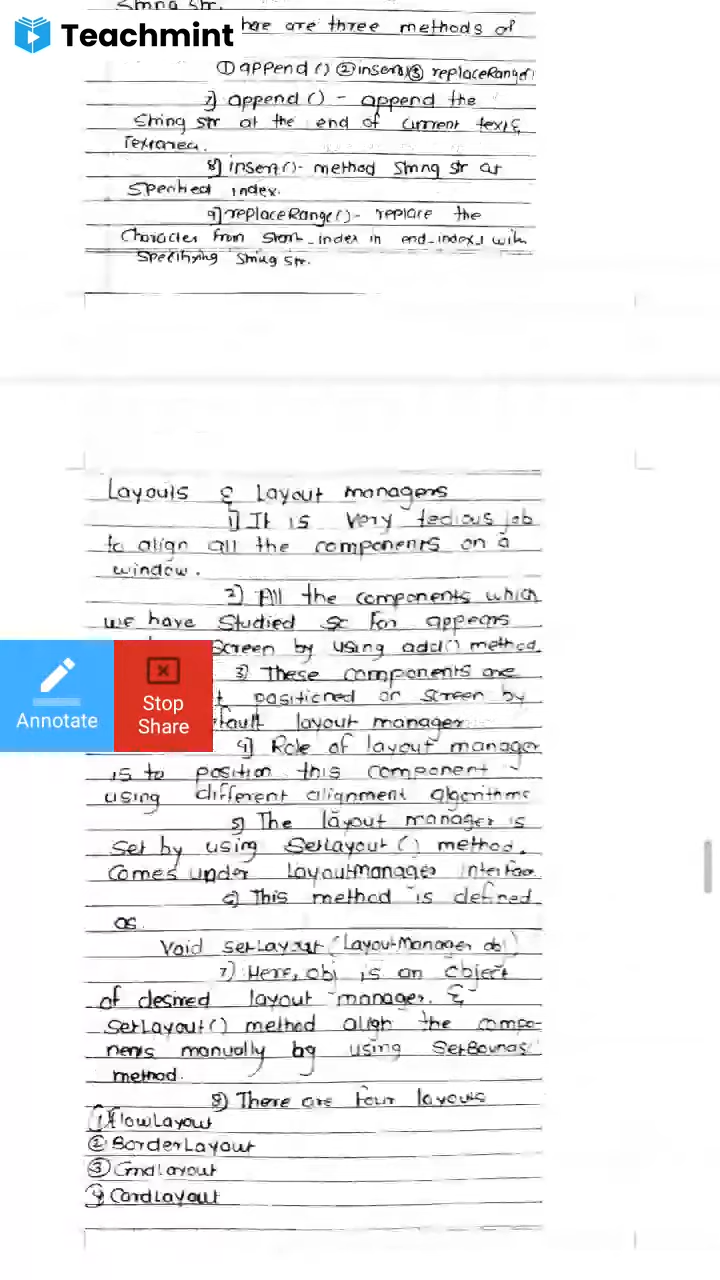 String str.
Teachmint
here are three methods of
① append () ② insert() ③ replaceRange()
7] append () - append the
String str at the end of current text &
Textarea.
8] insert() - method String str at
specified index.
9] replaceRange() - replace the
Character from start_index in end_index_1 with
Specifying String str.
Layouts & Layout managers
1] It is very tedious job
to align all the components on a
window.
2) All the components which
we have studied so for appears
screen by using add() method.
3) These components are
t positioned on screen by
fault layout manager
4] Role of layout manager
is to position this component
using different alignment algorithms
5) The layout manager is
set by using SetLayout () method.
Comes under LayoutManager interface
6) This method is defined
as.
Void setLayout (LayoutManager obj)
7) Here, obj is an object
of desired layout manager. &
SetLayout() method align the compo-
nents manually by using SetBounds
method.
8) There are four layouts
① FlowLayout
② BorderLayout
③ GridLayout
④ CardLayout
Annotate
Stop
Share